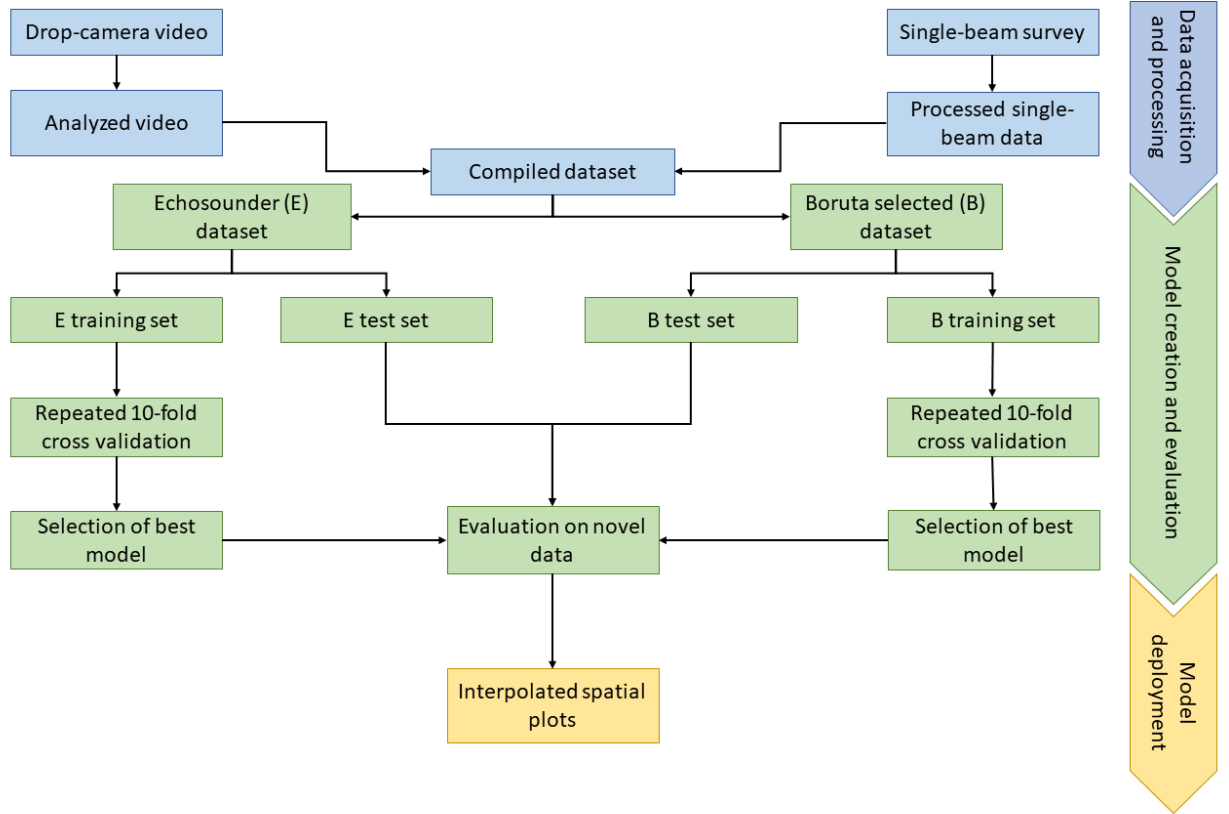 Drop-camera video
Single-beam survey
Analyzed video
Processed single-
beam data
Compiled dataset
Echosounder (E)
dataset
Boruta selected (B)
dataset
E training set
E test set
B test set
B training set
Repeated 10-fold
cross validation
Repeated 10-fold
cross validation
Selection of best
model
Evaluation on novel
data
Selection of best
model
Interpolated spatial
plots
Data acquisition
and processing
Model creation and evaluation
Model
deployment